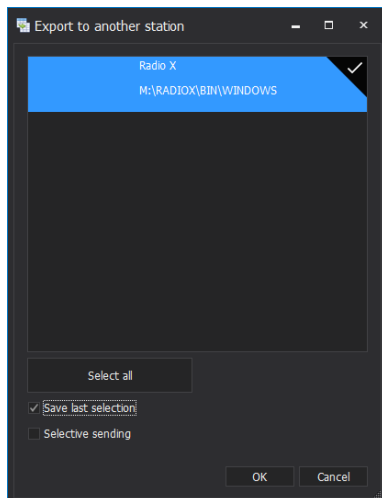 Export to another station
Radio X
M:\RADIOX\BIN\WINDOWS
Select all
Save last selection
Selective sending
OK
Cancel